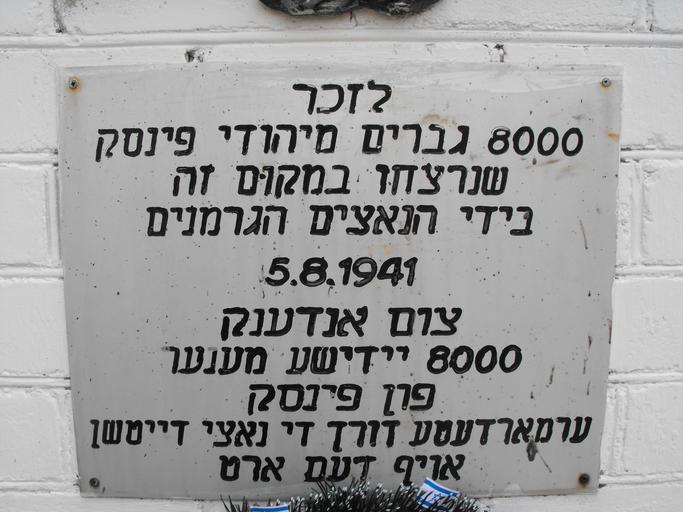 לזכר
8000 גברים מיהודי פינסק
שנרצחו במקום זה
בידי הנאצים הגרמנים
5.8.1941
צום אנדענק
8000 יידישע מענער
פון פינסק
ערמארדעטע דורך די נאצי דייטשן
אויף דעם ארט